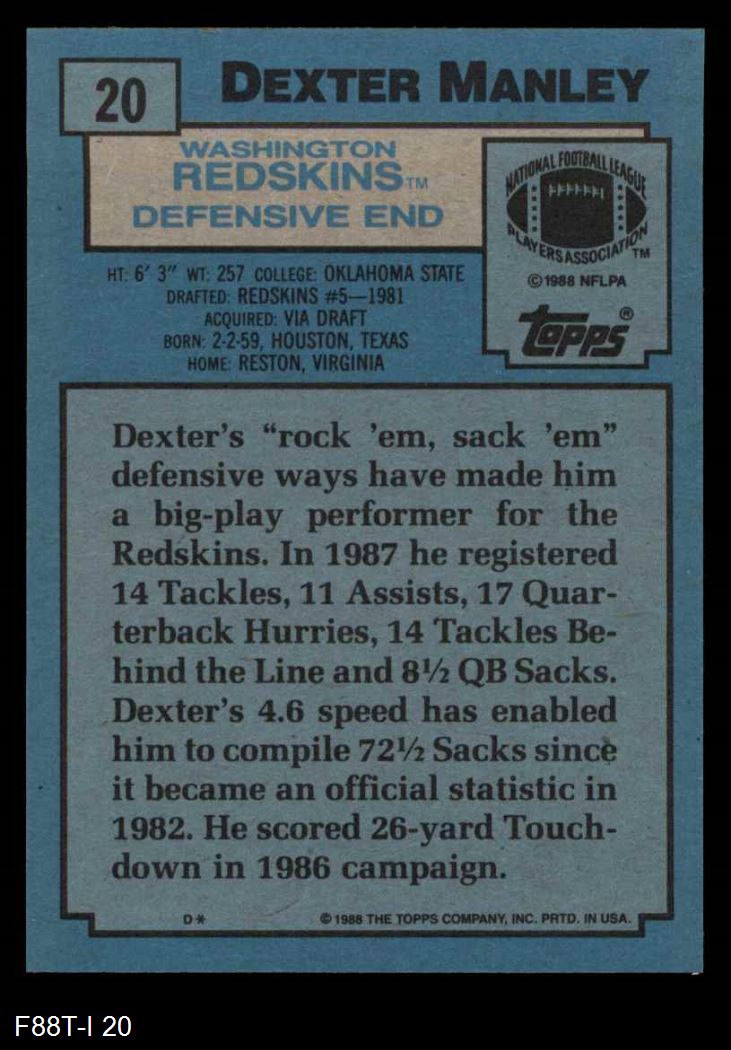 20
DEXTER MANLEY
WASHINGTON
REDSKINS TM
DEFENSIVE END
NATIONAL FOOTBALL LEAGUE
PLAYERS ASSOCIATION TM
© 1988 NFLPA
topps®
HT: 6' 3" WT: 257 COLLEGE: OKLAHOMA STATE
DRAFTED: REDSKINS #5—1981
ACQUIRED: VIA DRAFT
BORN: 2-2-59, HOUSTON, TEXAS
HOME: RESTON, VIRGINIA
Dexter's “rock 'em, sack 'em”
defensive ways have made him
a big-play performer for the
Redskins. In 1987 he registered
14 Tackles, 11 Assists, 17 Quar-
terback Hurries, 14 Tackles Be-
hind the Line and 8½ QB Sacks.
Dexter's 4.6 speed has enabled
him to compile 72½ Sacks since
it became an official statistic in
1982. He scored 26-yard Touch-
down in 1986 campaign.
D*
© 1988 THE TOPPS COMPANY, INC. PRTD. IN USA.
F88T-I 20